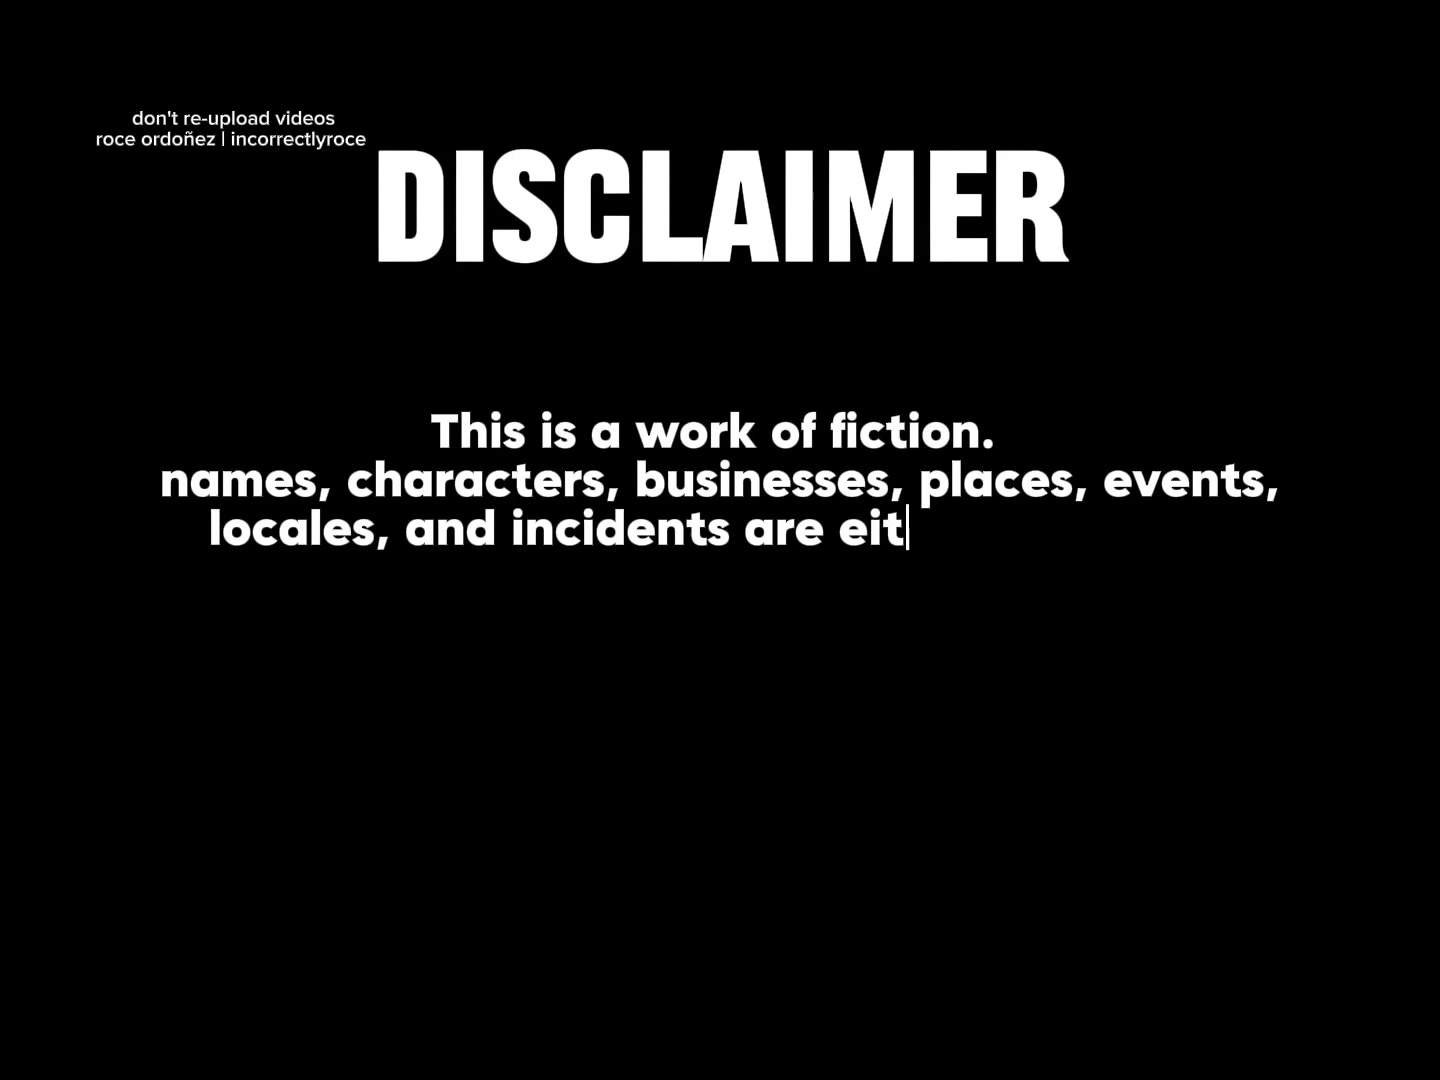 don't re-upload videos
roce ordoñez | incorrectlyroce
DISCLAIMER
This is a work of fiction.
names, characters, businesses, places, events,
locales, and incidents are eit